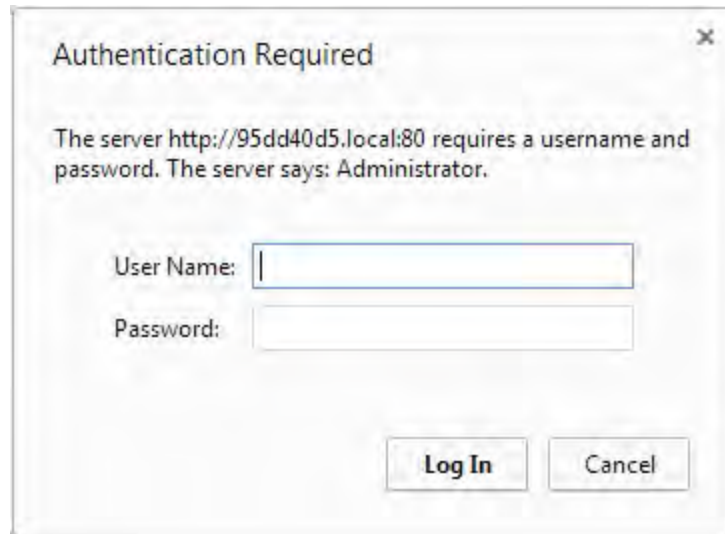 Authentication Required
The server http://95dd40d5.local:80 requires a username and
password. The server says: Administrator.
User Name:
Password:
Log In
Cancel